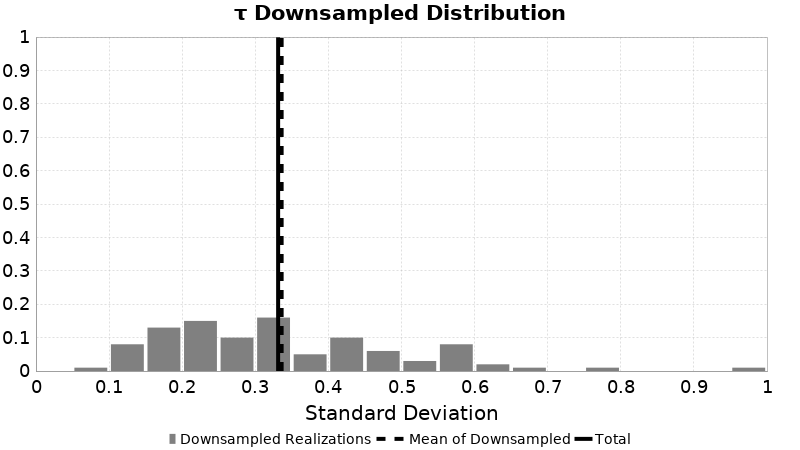 τ Downsampled Distribution
1
0.9
0.8
0.7
0.6
0.5
0.4
0.3
0.2
0.1
0
0 0.1 0.2 0.3 0.4 0.5 0.6 0.7 0.8 0.9 1
Standard Deviation
Downsampled Realizations Mean of Downsampled Total